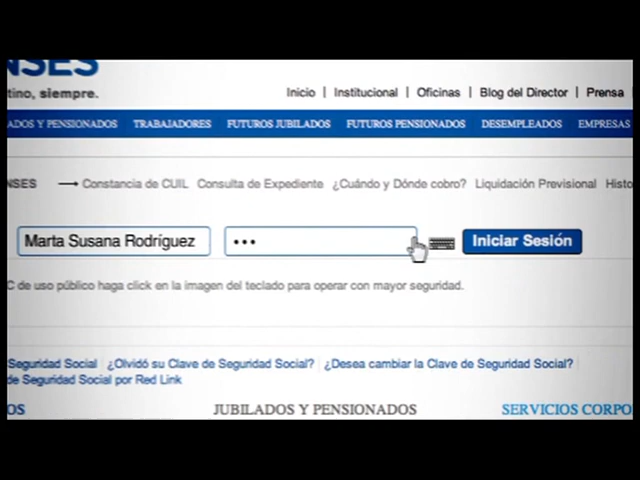 NSES
tino, siempre.
Inicio | Institucional | Oficinas | Blog del Director | Prensa |
ADOS Y PENSIONADOS TRABAJADORES FUTUROS JUBILADOS FUTUROS PENSIONADOS DESEMPLEADOS EMPRESAS
NSES → Constancia de CUIL Consulta de Expediente ¿Cuándo y Dónde cobro? Liquidación Previsional Histo
Marta Susana Rodríguez ••• Iniciar Sesión
C de uso público haga click en la imagen del teclado para operar con mayor seguridad.
Seguridad Social | ¿Olvidó su Clave de Seguridad Social? | ¿Desea cambiar la Clave de Seguridad Social?
de Seguridad Social por Red Link
OS JUBILADOS Y PENSIONADOS SERVICIOS CORPO